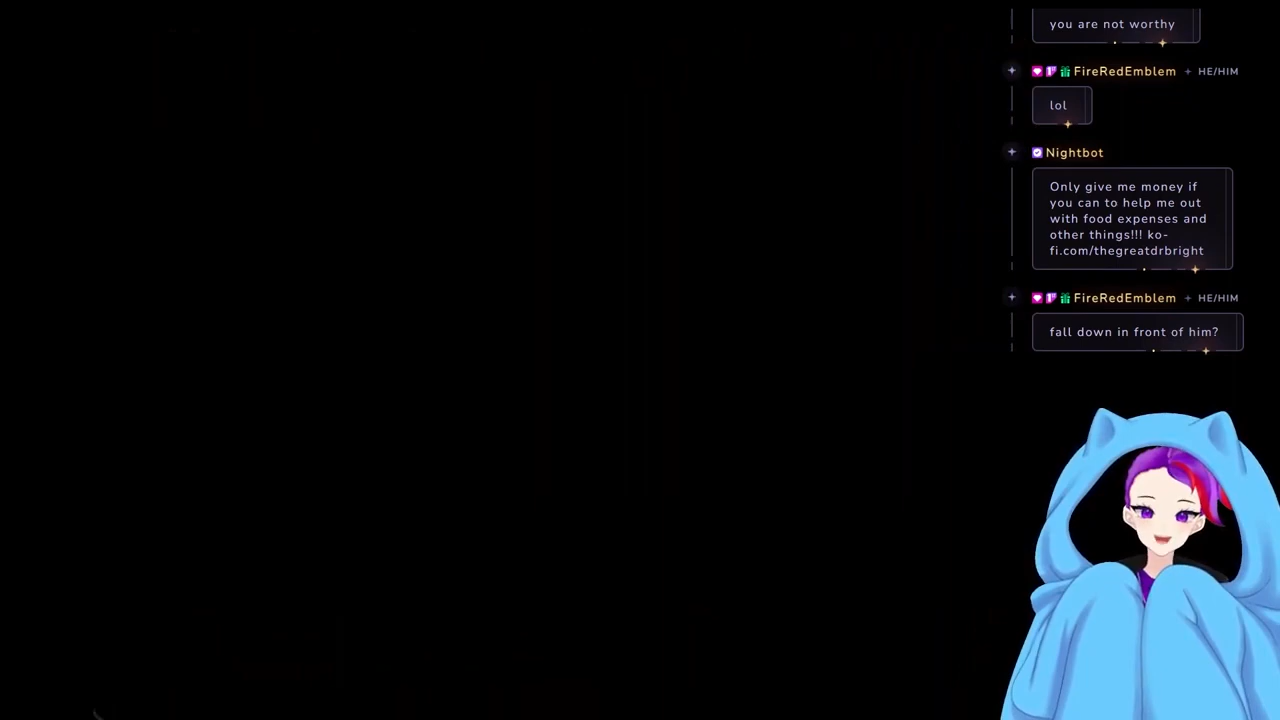 you are not worthy
FireRedEmblem HE/HIM
lol
Nightbot
Only give me money if
you can to help me out
with food expenses and
other things!!! ko-
fi.com/thegreatdrbright
FireRedEmblem HE/HIM
fall down in front of him?